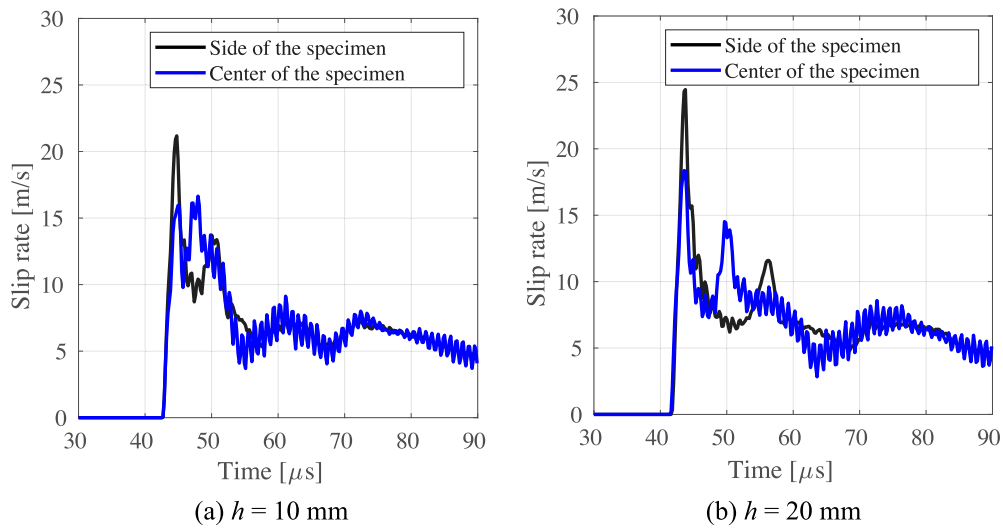 30
25
20
15
10
5
0
Slip rate [m/s]
Side of the specimen
Center of the specimen
30 40 50 60 70 80 90
Time [μs]
(a) h = 10 mm
30
25
20
15
10
5
0
Slip rate [m/s]
Side of the specimen
Center of the specimen
30 40 50 60 70 80 90
Time [μs]
(b) h = 20 mm